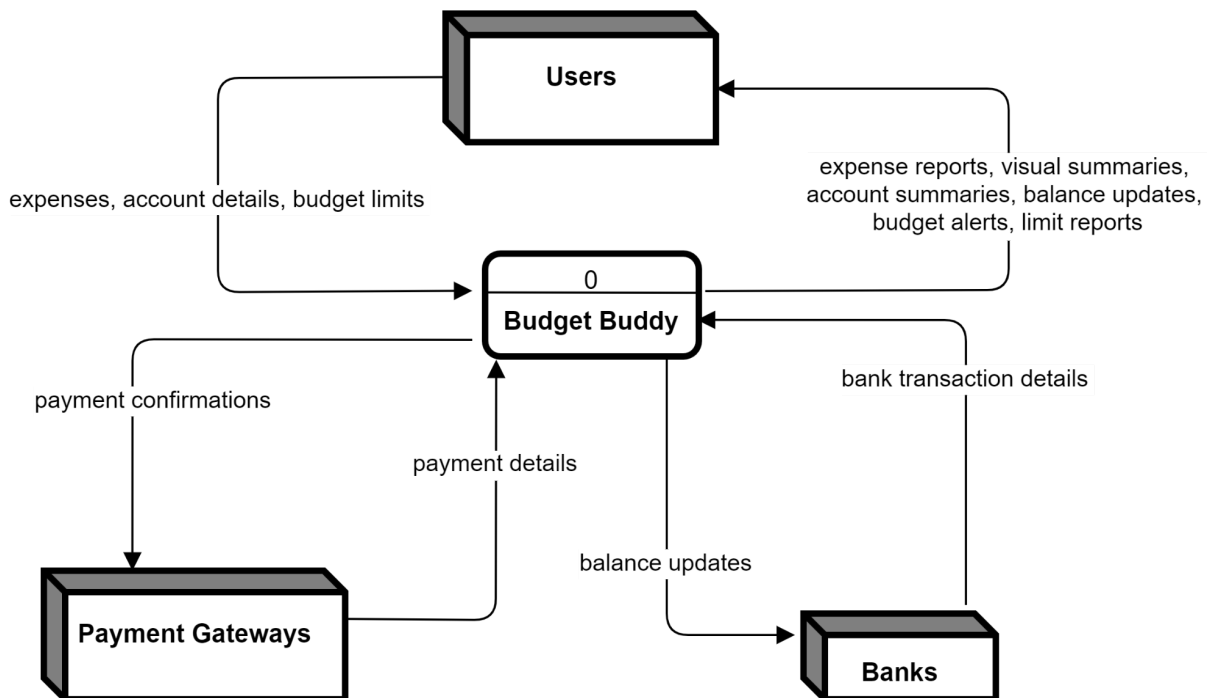 Users
expenses, account details, budget limits
expense reports, visual summaries,
account summaries, balance updates,
budget alerts, limit reports
0
Budget Buddy
payment confirmations
bank transaction details
payment details
balance updates
Payment Gateways
Banks